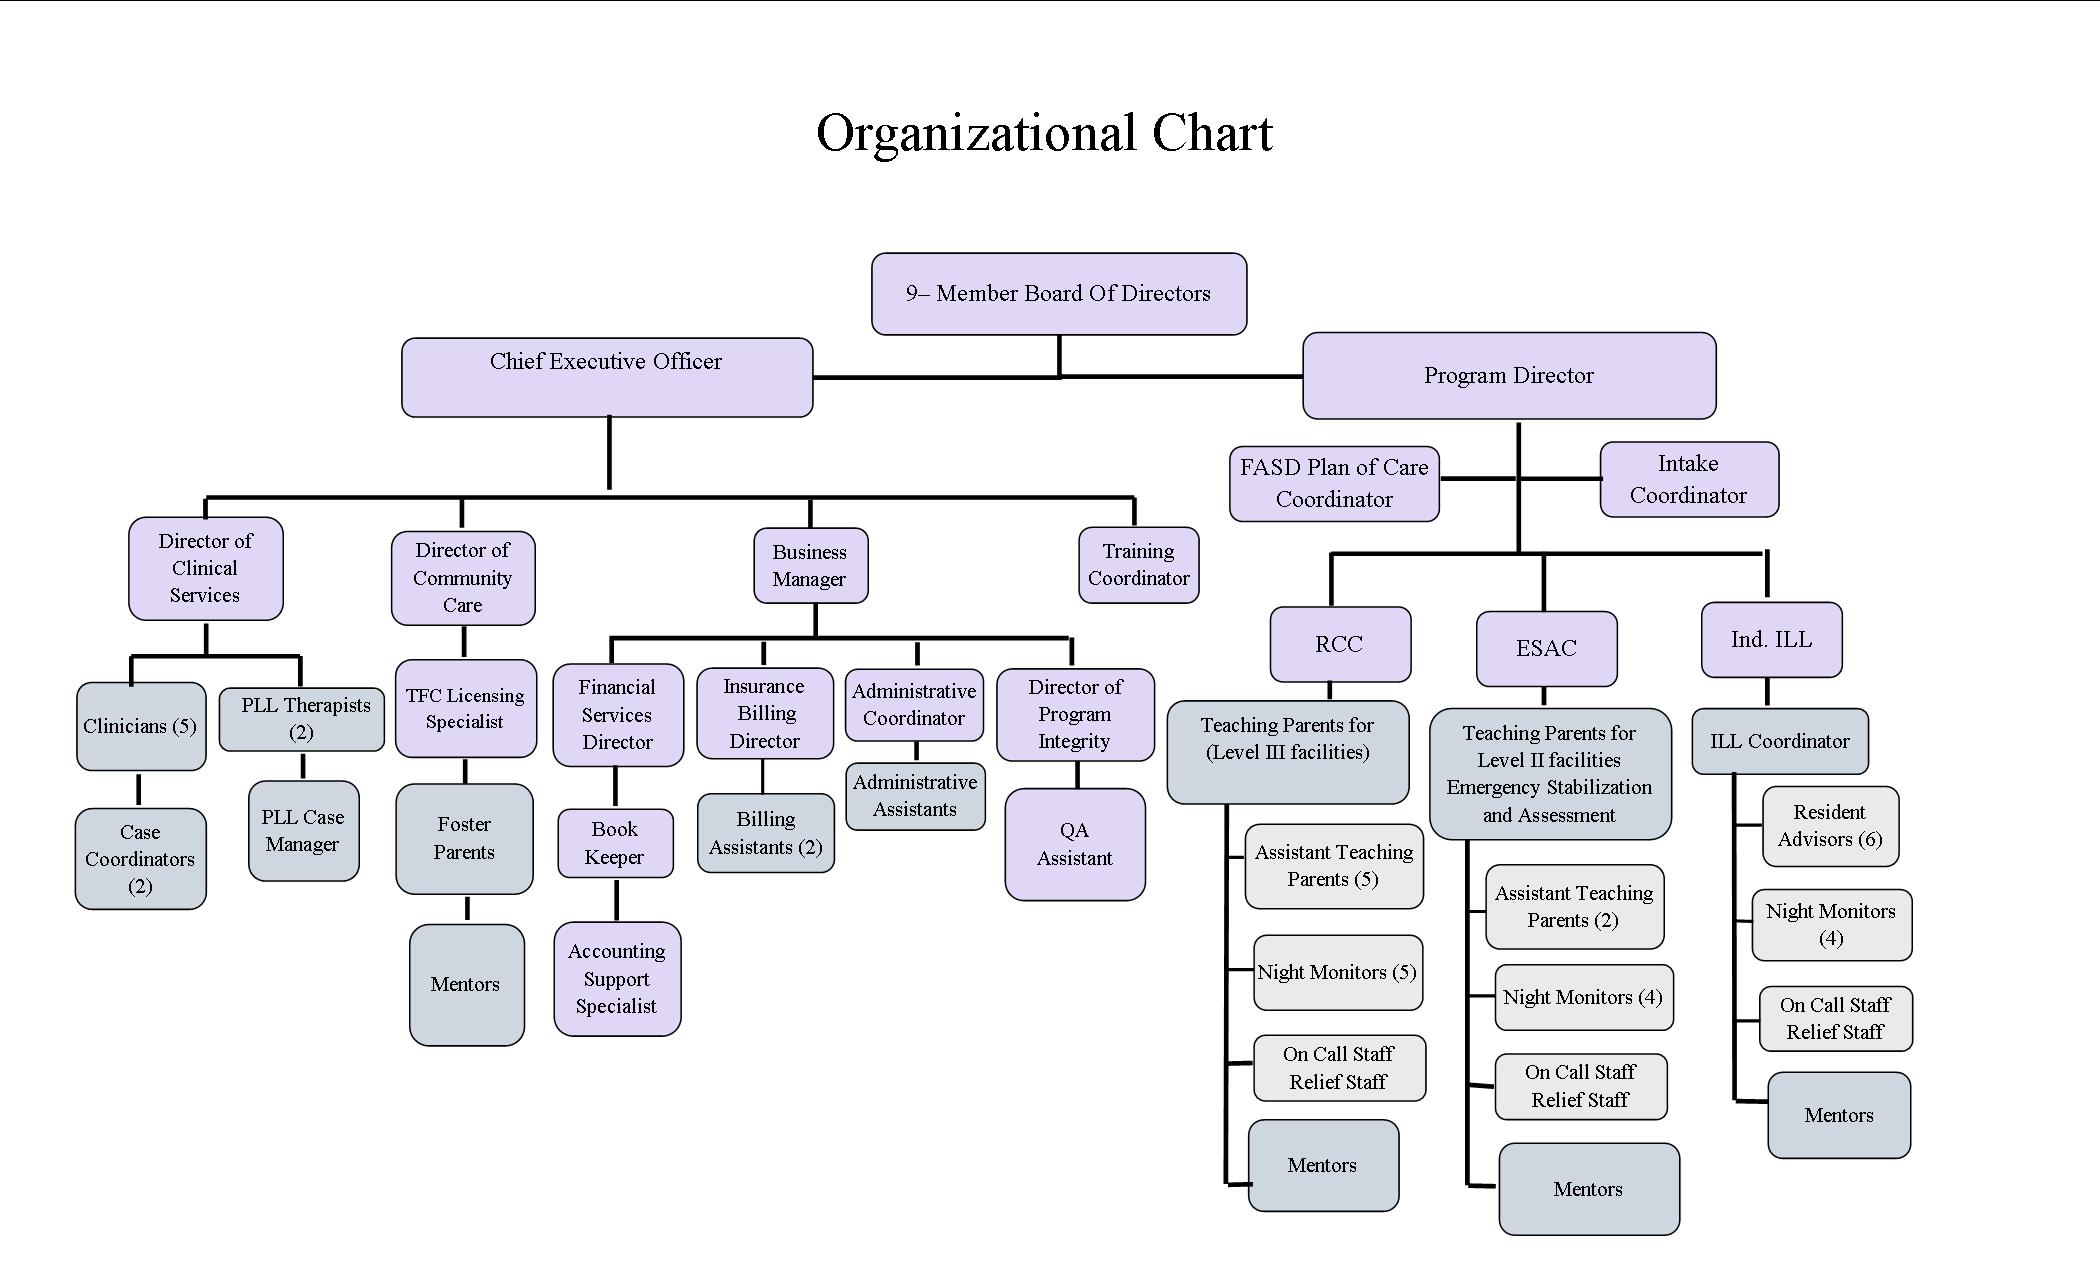 Organizational Chart
9– Member Board Of Directors
Chief Executive Officer
Program Director
FASD Plan of Care
Coordinator
Intake
Coordinator
Director of
Clinical
Services
Director of
Community
Care
Business
Manager
Training
Coordinator
RCC
ESAC
Ind. ILL
Clinicians (5)
PLL Therapists
(2)
TFC Licensing
Specialist
Financial
Services
Director
Insurance
Billing
Director
Administrative
Coordinator
Director of
Program
Integrity
Teaching Parents for
(Level III facilities)
Teaching Parents for
Level II facilities
Emergency Stabilization
and Assessment
ILL Coordinator
Case
Coordinators
(2)
PLL Case
Manager
Foster
Parents
Book
Keeper
Billing
Assistants (2)
Administrative
Assistants
QA
Assistant
Mentors
Accounting
Support
Specialist
Assistant Teaching
Parents (5)
Night Monitors (5)
On Call Staff
Relief Staff
Mentors
Assistant Teaching
Parents (2)
Night Monitors (4)
On Call Staff
Relief Staff
Mentors
Resident
Advisors (6)
Night Monitors
(4)
On Call Staff
Relief Staff
Mentors